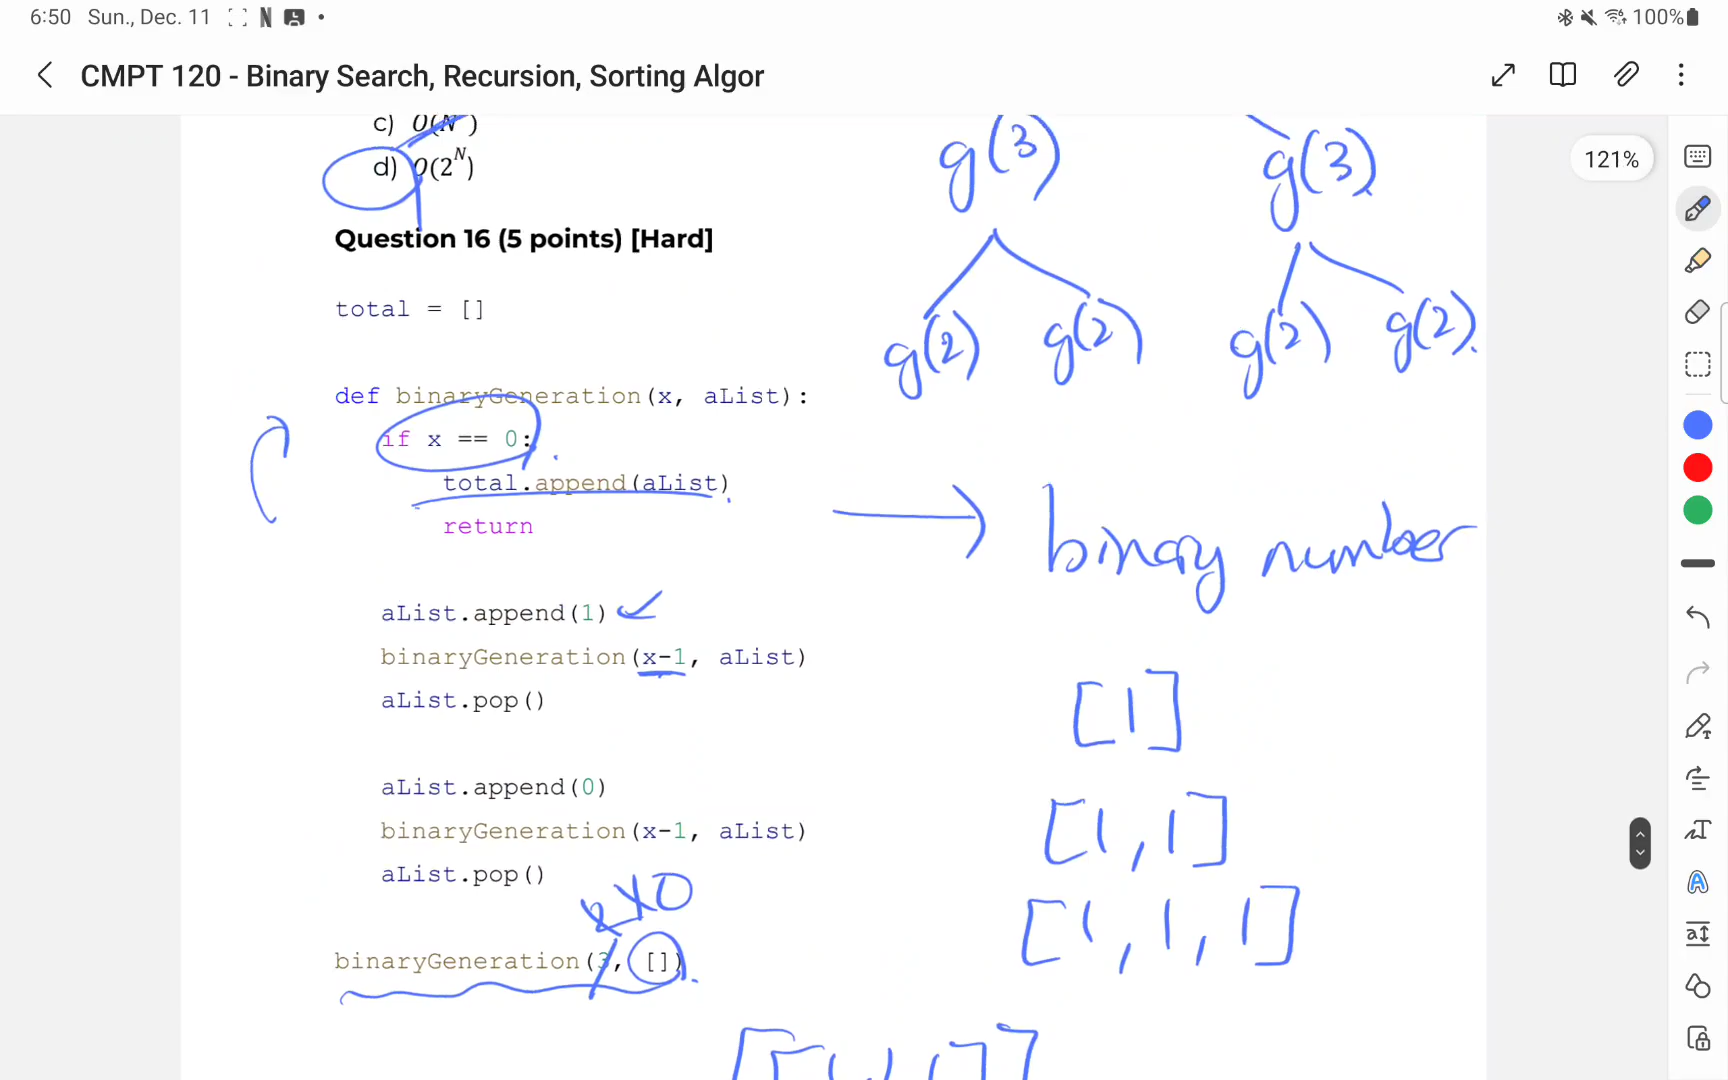 6:50 Sun., Dec. 11
100%
CMPT 120 - Binary Search, Recursion, Sorting Algor
121%
c) O(N )
d) O(2^N)
g(3) g(3)
Question 16 (5 points) [Hard]
total = []
g(2) g(2) g(2) g(2)
def binaryGeneration(x, aList):
if x == 0:
total.append(aList)
return
binary number
aList.append(1)
binaryGeneration(x-1, aList)
aList.pop()
[1]
aList.append(0)
binaryGeneration(x-1, aList)
aList.pop()
[1,1]
0
[1,1,1]
binaryGeneration(3, [])